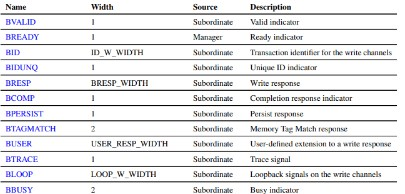 Name Width Source Description
BVALID 1 Subordinate Valid indicator
BREADY 1 Manager Ready indicator
BID ID_W_WIDTH Subordinate Transaction identifier for the write channels
BIDUNQ 1 Subordinate Unique ID indicator
BRESP BRESP_WIDTH Subordinate Write response
BCOMP 1 Subordinate Completion response indicator
BPERSIST 1 Subordinate Persist response
BTAGMATCH 2 Subordinate Memory Tag Match response
BUSER USER_RESP_WIDTH Subordinate User-defined extension to a write response
BTRACE 1 Subordinate Trace signal
BLOOP LOOP_W_WIDTH Subordinate Loopback signals on the write channels
BBUSY 2 Subordinate Busy indicator